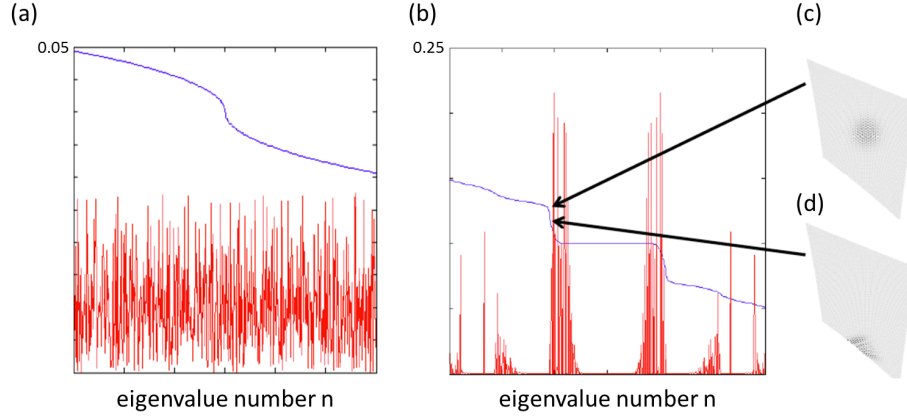 (a)
(b)
(c)
0.05
0.25
(d)
eigenvalue number n
eigenvalue number n